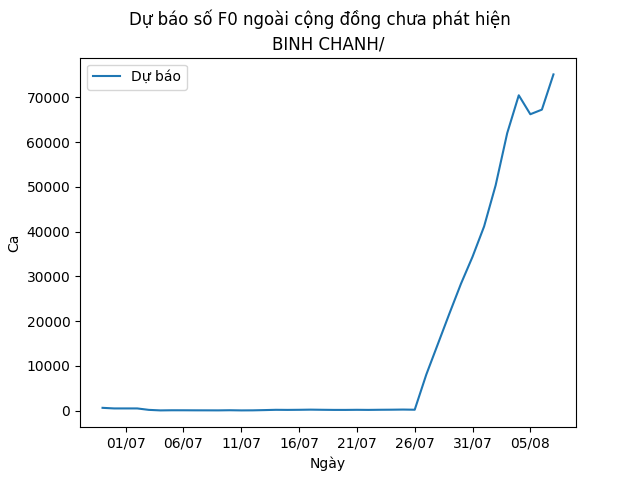 Dự báo số F0 ngoài cộng đồng chưa phát hiện
BINH CHANH/
Dự báo
Ca
70000
60000
50000
40000
30000
20000
10000
0
01/07 06/07 11/07 16/07 21/07 26/07 31/07 05/08
Ngày